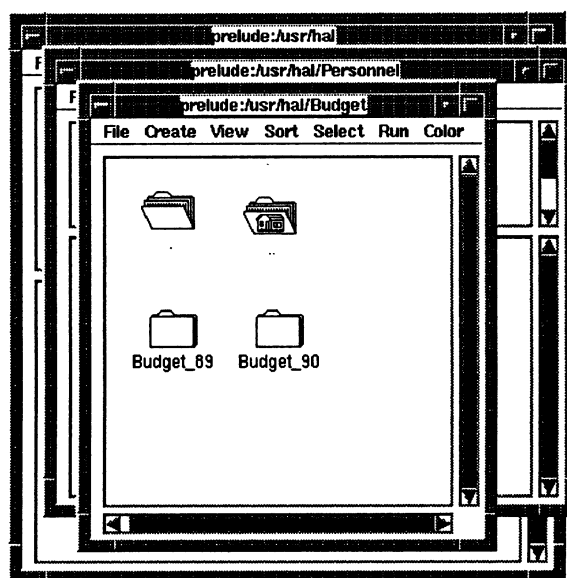 prelude:/usr/hal
F
prelude:/usr/hal/Personnel
F
prelude:/usr/hal/Budget
File Create View Sort Select Run Color
. ..
Budget_89 Budget_90